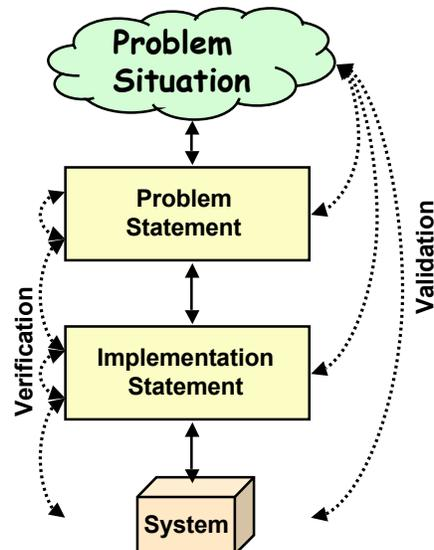 Problem
Situation
Problem
Statement
Implementation
Statement
System
Verification
Validation